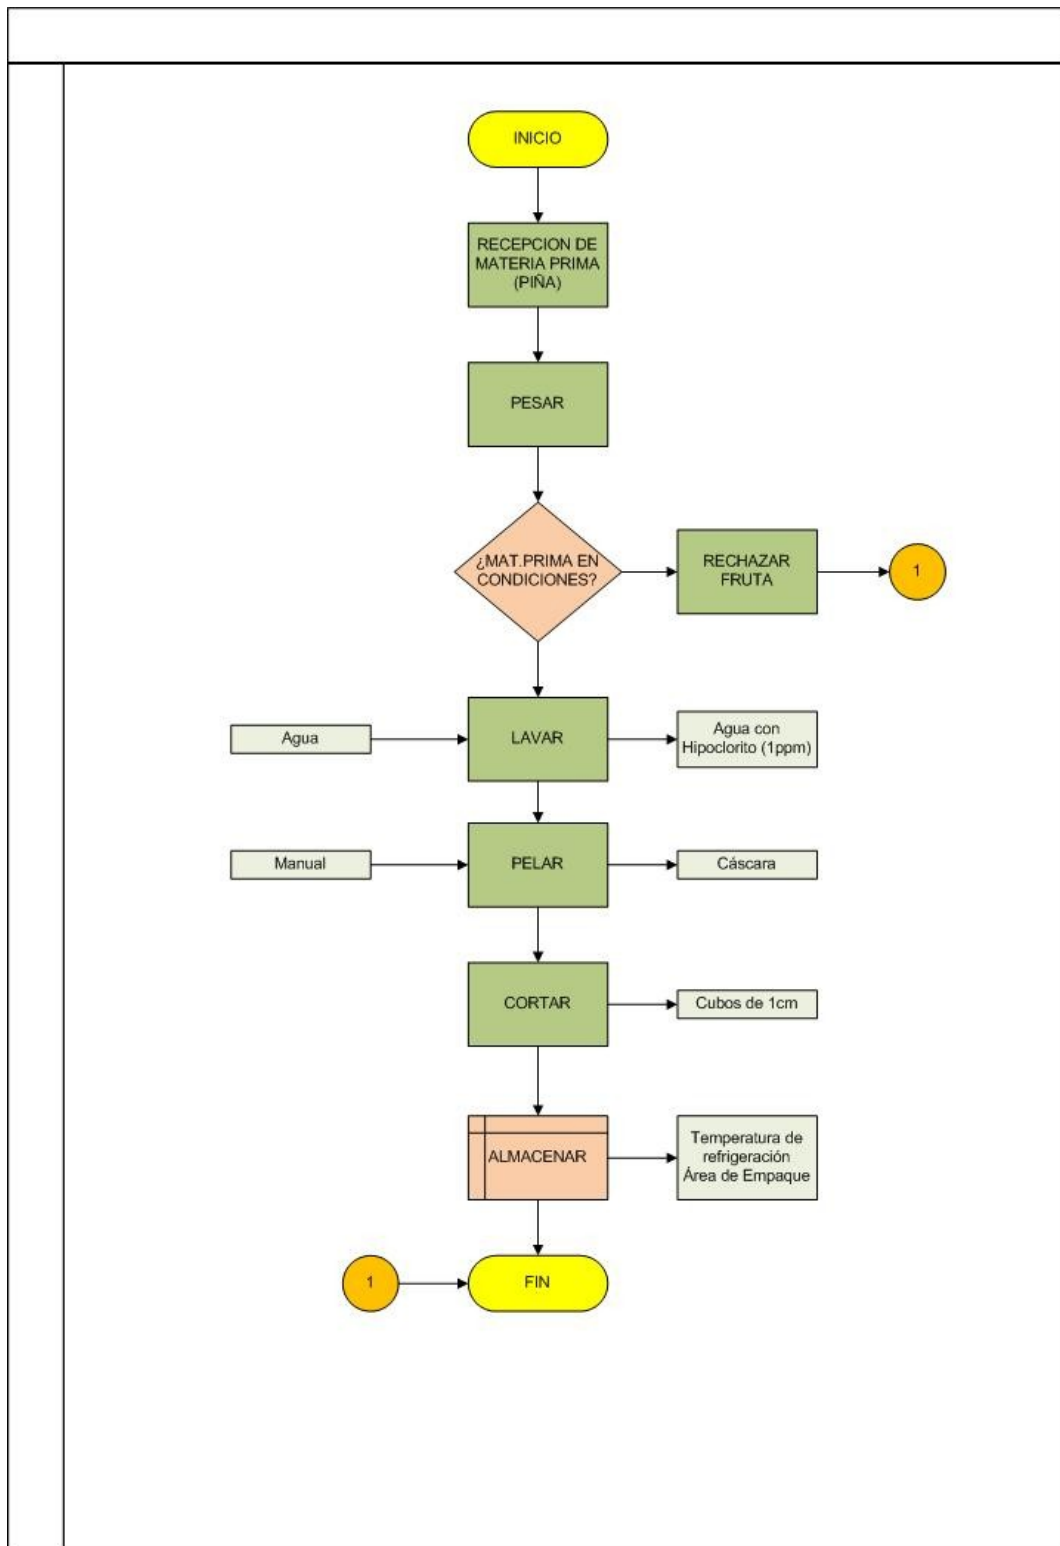 INICIO
RECEPCION DE
MATERIA PRIMA
(PIÑA)
PESAR
¿MAT.PRIMA EN
CONDICIONES?
RECHAZAR
FRUTA
1
Agua
LAVAR
Agua con
Hipoclorito (1ppm)
Manual
PELAR
Cáscara
CORTAR
Cubos de 1cm
ALMACENAR
Temperatura de
refrigeración
Área de Empaque
1
FIN